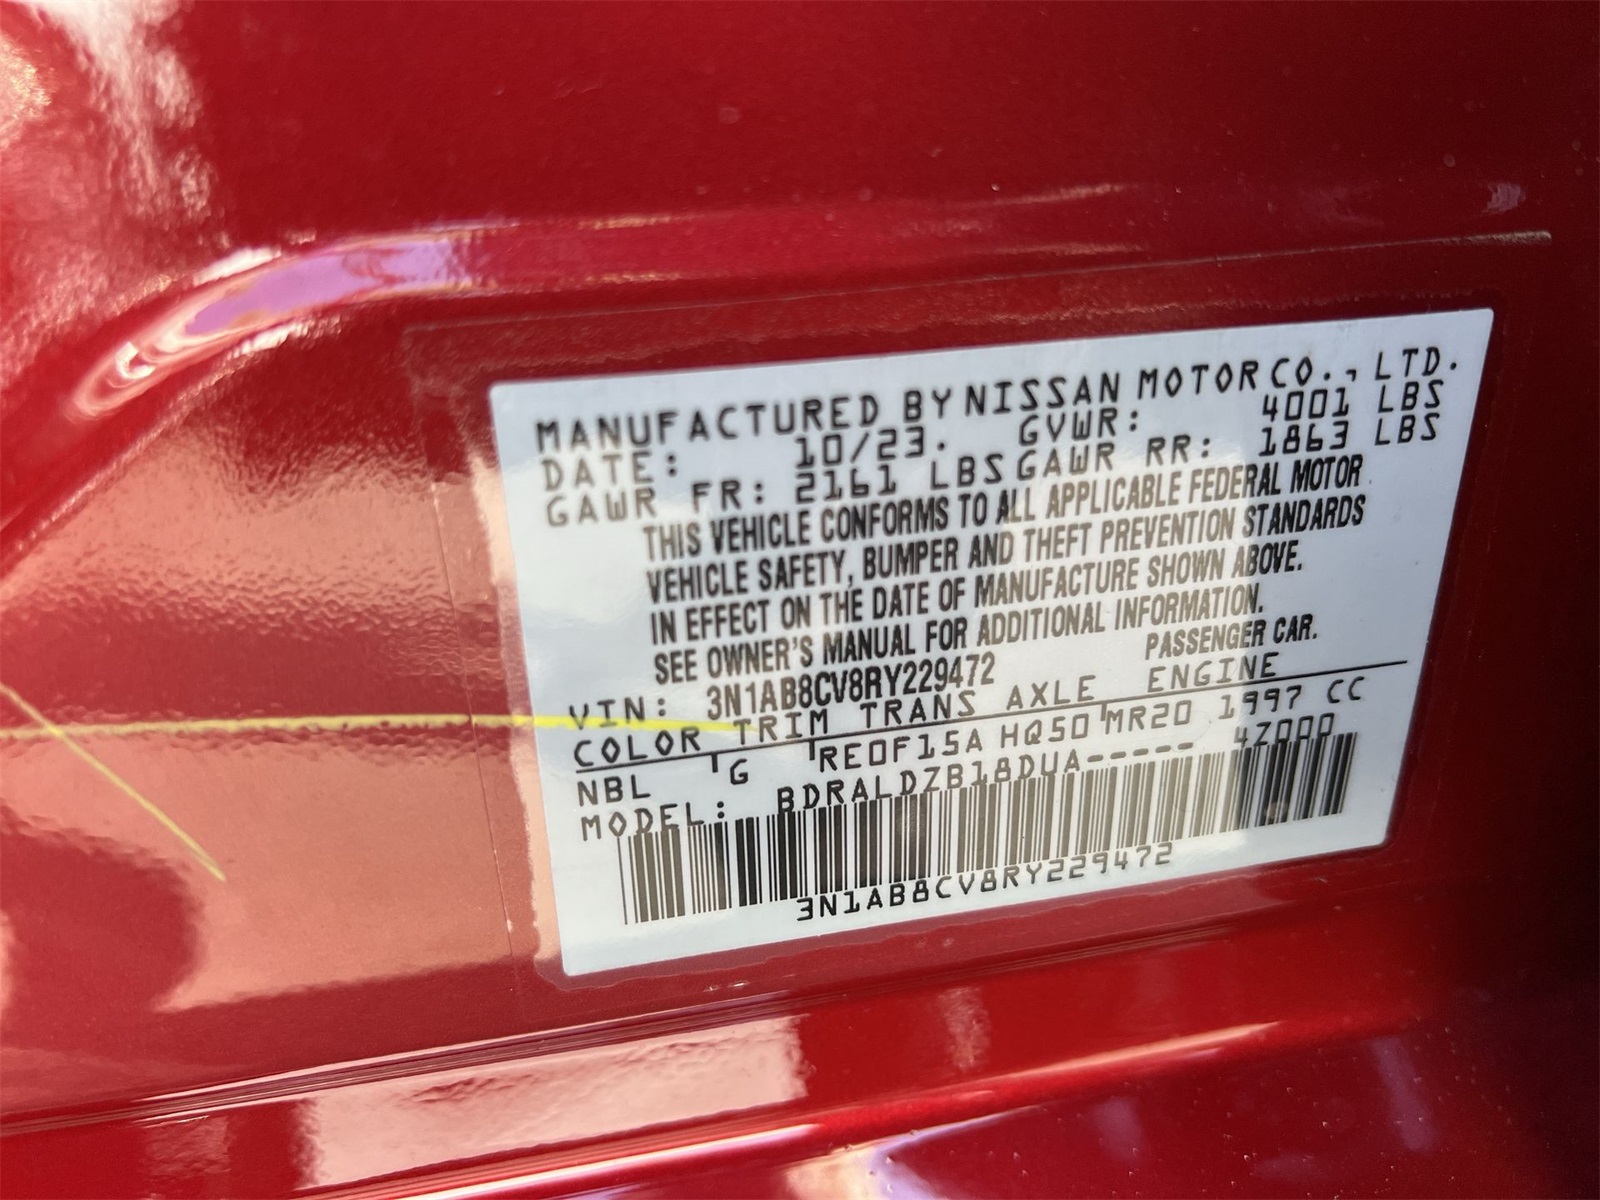 MANUFACTURED BY NISSAN MOTOR CO., LTD.
DATE: 10/23. GVWR: 4001 LBS
GAWR FR: 2161 LBS GAWR RR: 1863 LBS
THIS VEHICLE CONFORMS TO ALL APPLICABLE FEDERAL MOTOR
VEHICLE SAFETY, BUMPER AND THEFT PREVENTION STANDARDS
IN EFFECT ON THE DATE OF MANUFACTURE SHOWN ABOVE.
SEE OWNER'S MANUAL FOR ADDITIONAL INFORMATION.
VIN: 3N1AB8CV8RY229472 PASSENGER CAR.
COLOR TRIM TRANS AXLE ENGINE
NBL G RE0F15A HQ50 MR20 1997 CC
MODEL: BDRALDZB18DUA----- 4Z000
3N1AB8CV8RY229472